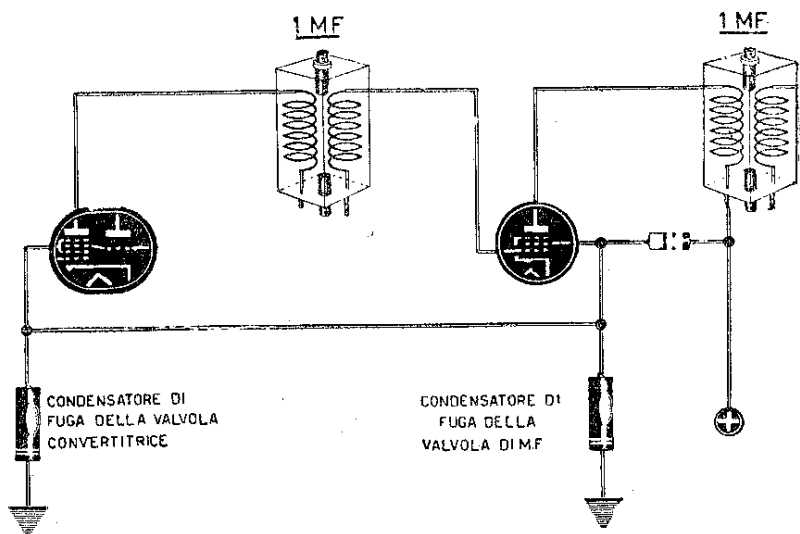 1 MF
1 MF
CONDENSATORE DI
FUGA DELLA VALVOLA
CONVERTITRICE
CONDENSATORE DI
FUGA DELLA
VALVOLA DI M.F